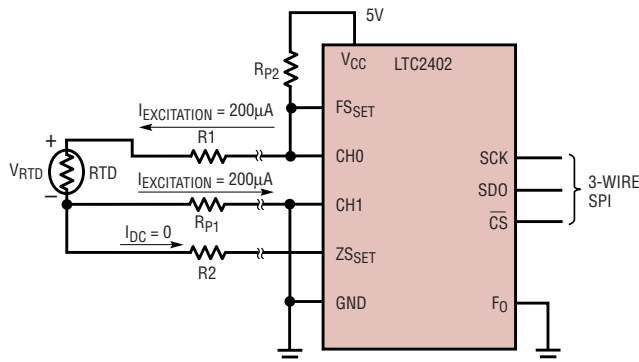 5V
VCC
LTC2402
RP2
IEXCITATION = 200µA
FSSET
R1
CH0
SCK
+
VRTD
RTD
–
IEXCITATION = 200µA
SDO
3-WIRE
SPI
CH1
RP1
CS
IDC = 0
ZSSET
R2
GND
FO